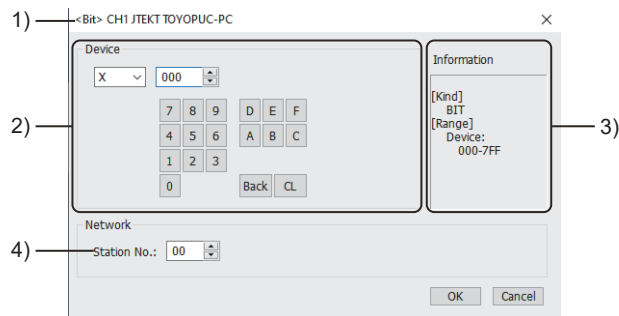 1)
<Bit> CH1 JTEKT TOYOPUC-PC
Device
X 000
7 8 9 D E F
4 5 6 A B C
1 2 3
0 Back CL
2)
Information
[Kind]
BIT
[Range]
Device:
000-7FF
3)
Network
4)
Station No.: 00
OK Cancel